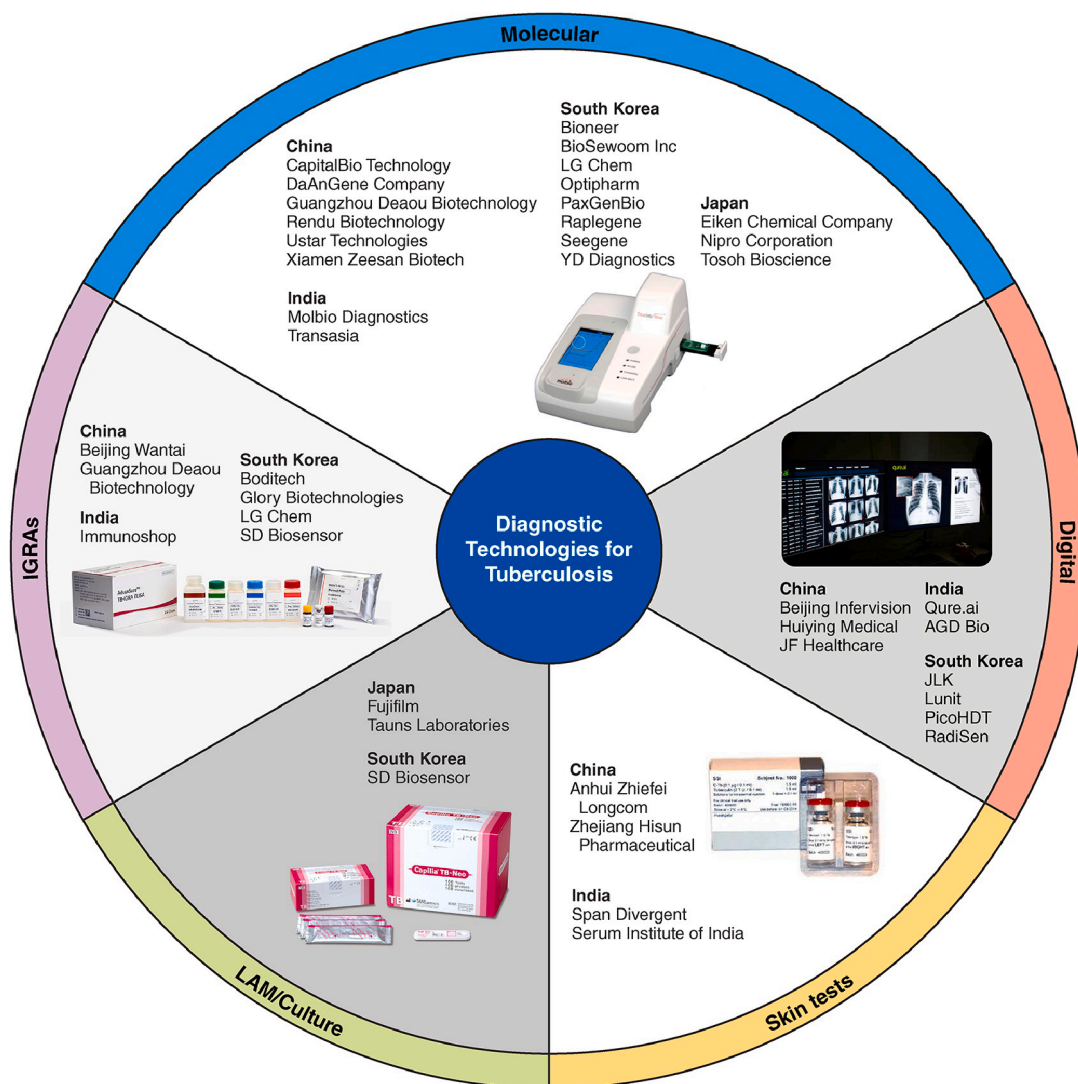 Molecular
China
CapitalBio Technology
DaAnGene Company
Guangzhou Deaou Biotechnology
Rendu Biotechnology
Ustar Technologies
Xiamen Zeesan Biotech
India
Molbio Diagnostics
Transasia
South Korea
Bioneer
BioSewoom Inc
LG Chem
Optipharm
PaxGenBio
Raplegene
Seegene
YD Diagnostics
Japan
Eiken Chemical Company
Nipro Corporation
Tosoh Bioscience
IGRAs
China
Beijing Wantai
Guangzhou Deaou
Biotechnology
India
Immunoshop
South Korea
Boditech
Glory Biotechnologies
LG Chem
SD Biosensor
Diagnostic
Technologies for
Tuberculosis
Digital
qure.ai
China
Beijing Infervision
Huiying Medical
JF Healthcare
India
Qure.ai
AGD Bio
South Korea
JLK
Lunit
PicoHDT
RadiSen
LAM/Culture
Japan
Fujifilm
Tauns Laboratories
South Korea
SD Biosensor
TB
Capilia TB-Neo
TB
Skin tests
China
Anhui Zhiefei
Longcom
Zhejiang Hisun
Pharmaceutical
India
Span Divergent
Serum Institute of India
SSI